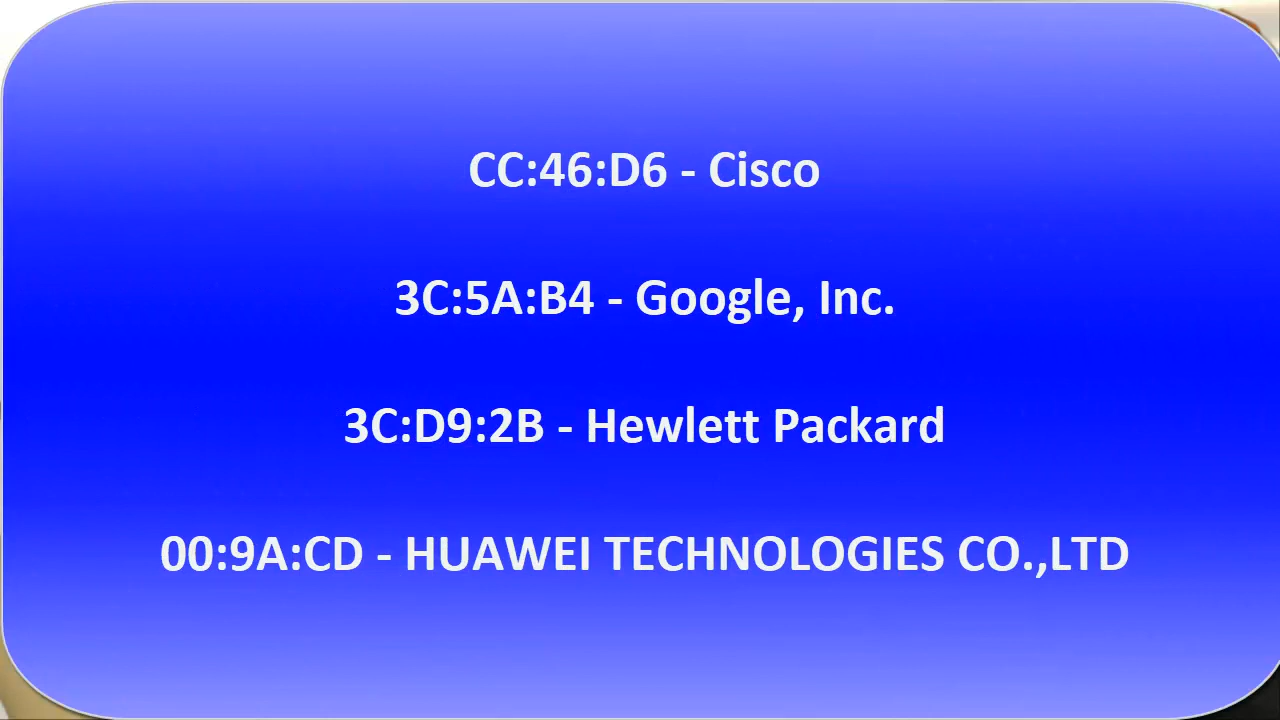 CC:46:D6 - Cisco
3C:5A:B4 - Google, Inc.
3C:D9:2B - Hewlett Packard
00:9A:CD - HUAWEI TECHNOLOGIES CO.,LTD